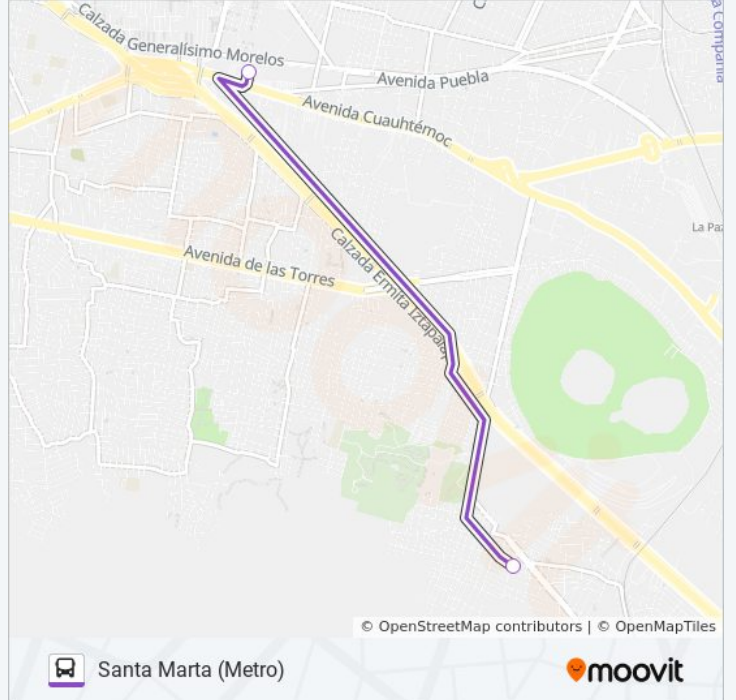 Calzada Generalísimo Morelos
Avenida Puebla
Avenida Cuauhtémoc
La Paz
Avenida de las Torres
Calzada Ermita Iztapala
© OpenStreetMap contributors | © OpenMapTiles
Santa Marta (Metro)
moovit